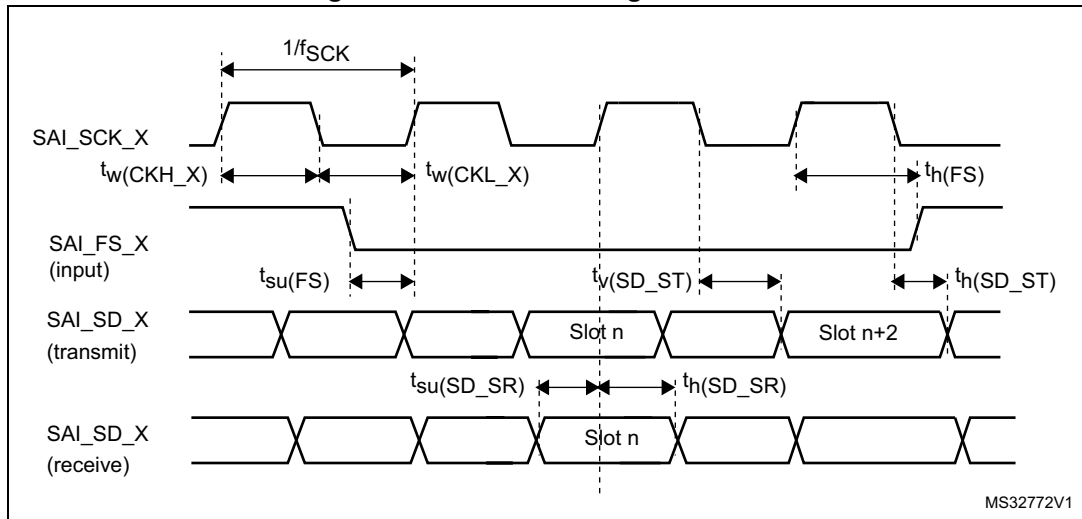 1/fSCK
SAI_SCK_X
tw(CKH_X)
tw(CKL_X)
th(FS)
SAI_FS_X
(input)
tsu(FS)
tv(SD_ST)
th(SD_ST)
SAI_SD_X
(transmit)
Slot n
Slot n+2
tsu(SD_SR)
th(SD_SR)
SAI_SD_X
(receive)
Slot n
MS32772V1